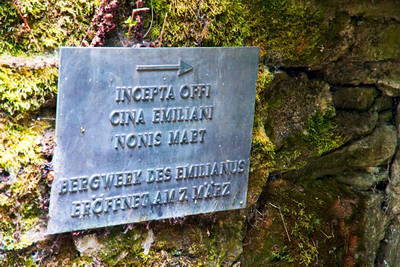 INCEPTA OFFI
CINA EMILIANI
NONIS MART
BERGWERK DES EMILIANUS
ERÖFFNET AM 7. MÄRZ